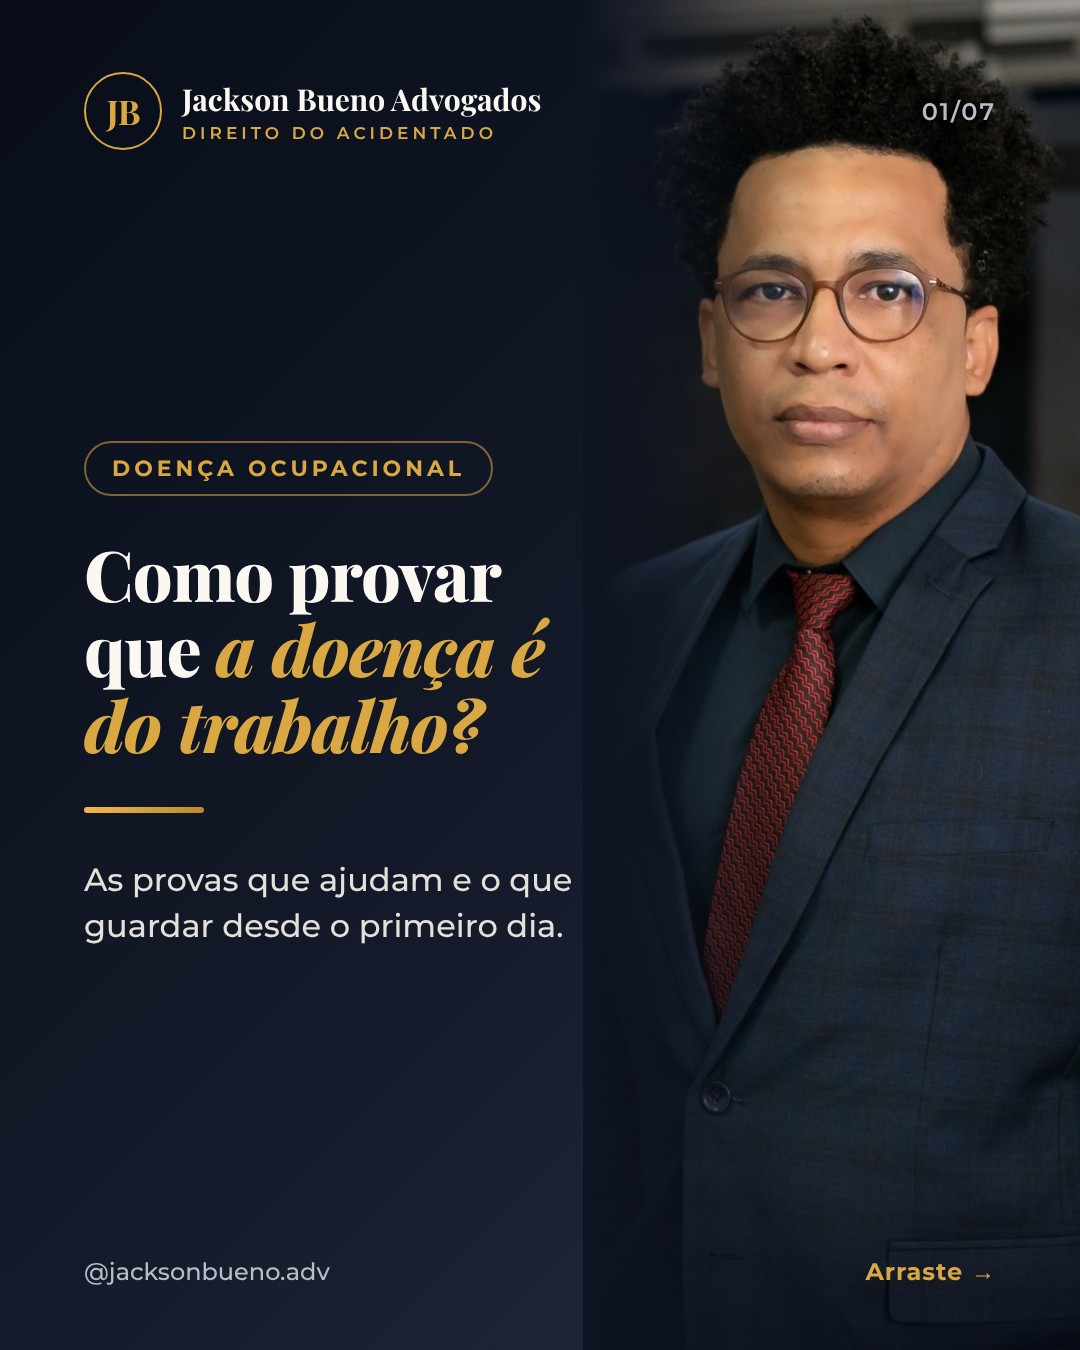 JB
Jackson Bueno Advogados
DIREITO DO ACIDENTADO
01/07
DOENÇA OCUPACIONAL
Como provar
que a doença é
do trabalho?
As provas que ajudam e o que
guardar desde o primeiro dia.
@jacksonbueno.adv
Arraste →